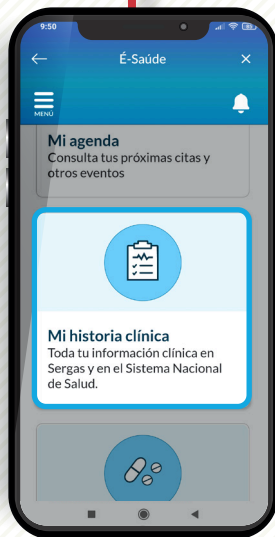 9:50
É-Saúde
MENÚ
Mi agenda
Consulta tus próximas citas y
otros eventos
Mi historia clínica
Toda tu información clínica en
Sergas y en el Sistema Nacional
de Salud.